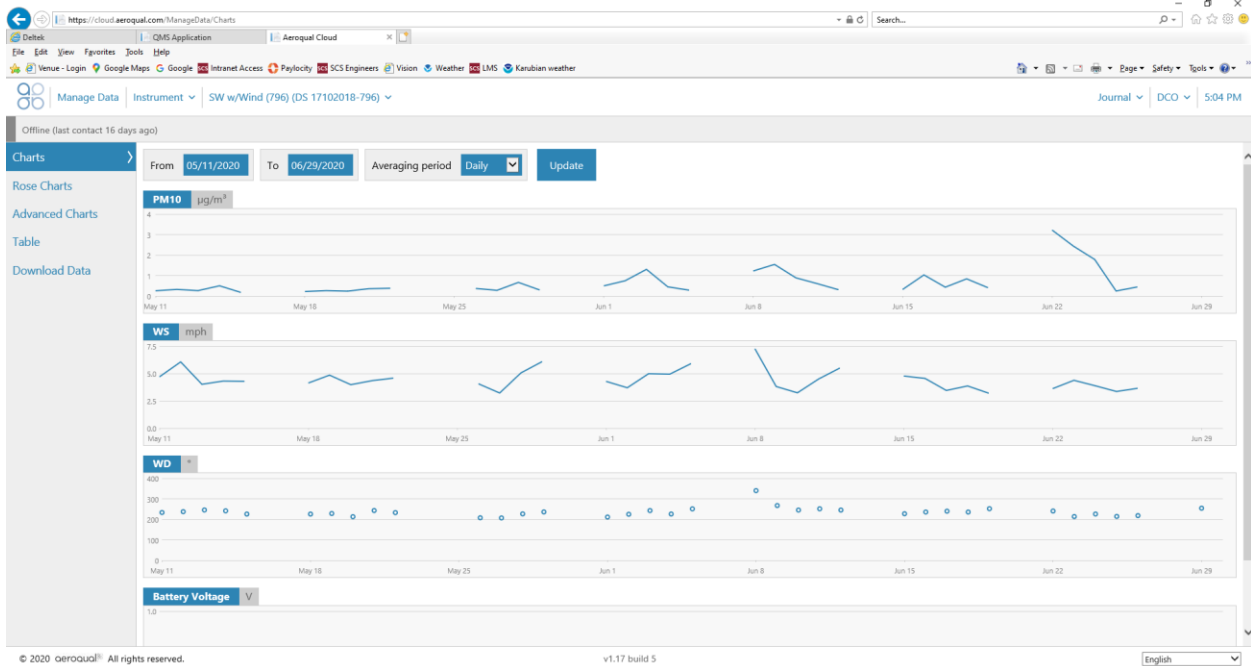 https://cloud.aeroqual.com/ManageData/Charts
Search...
Deltek
QMS Application
Aeroqual Cloud
File Edit View Favorites Tools Help
Venue - Login Google Maps Google Intranet Access Paylocity SCS Engineers Vision Weather LMS Karubian weather
Page Safety Tools
Manage Data Instrument SW w/Wind (796) (DS 17102018-796)
Journal DCO 5:04 PM
Offline (last contact 16 days ago)
Charts
Rose Charts
Advanced Charts
Table
Download Data
From 05/11/2020 To 06/29/2020 Averaging period Daily Update
PM10 µg/m³
4
3
2
1
0
May 11 May 18 May 25 Jun 1 Jun 8 Jun 15 Jun 22 Jun 29
WS mph
7.5
5.0
2.5
0.0
May 11 May 18 May 25 Jun 1 Jun 8 Jun 15 Jun 22 Jun 29
WD °
400
300
200
100
0
May 11 May 18 May 25 Jun 1 Jun 8 Jun 15 Jun 22 Jun 29
Battery Voltage V
1.0
© 2020 aeroqual All rights reserved.
v1.17 build 5
English